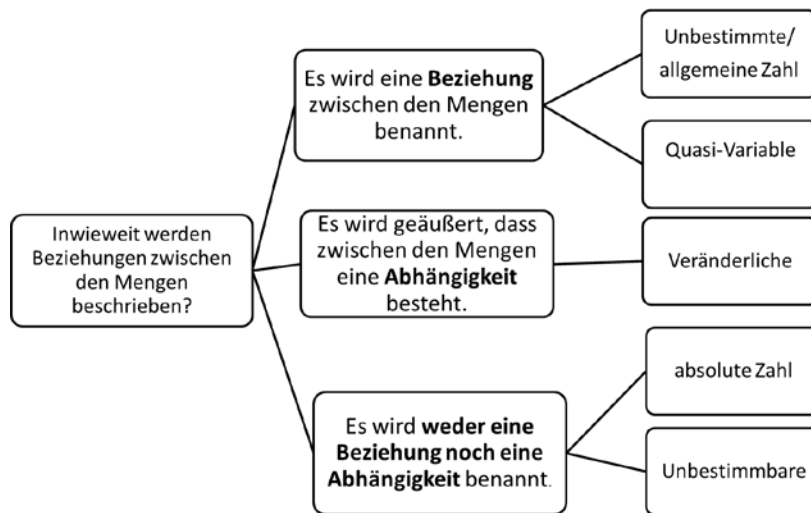 Inwieweit werden
Beziehungen zwischen
den Mengen
beschrieben?
Es wird eine Beziehung
zwischen den Mengen
benannt.
Unbestimmte/
allgemeine Zahl
Quasi-Variable
Es wird geäußert, dass
zwischen den Mengen
eine Abhängigkeit
besteht.
Veränderliche
Es wird weder eine
Beziehung noch eine
Abhängigkeit benannt.
absolute Zahl
Unbestimmbare